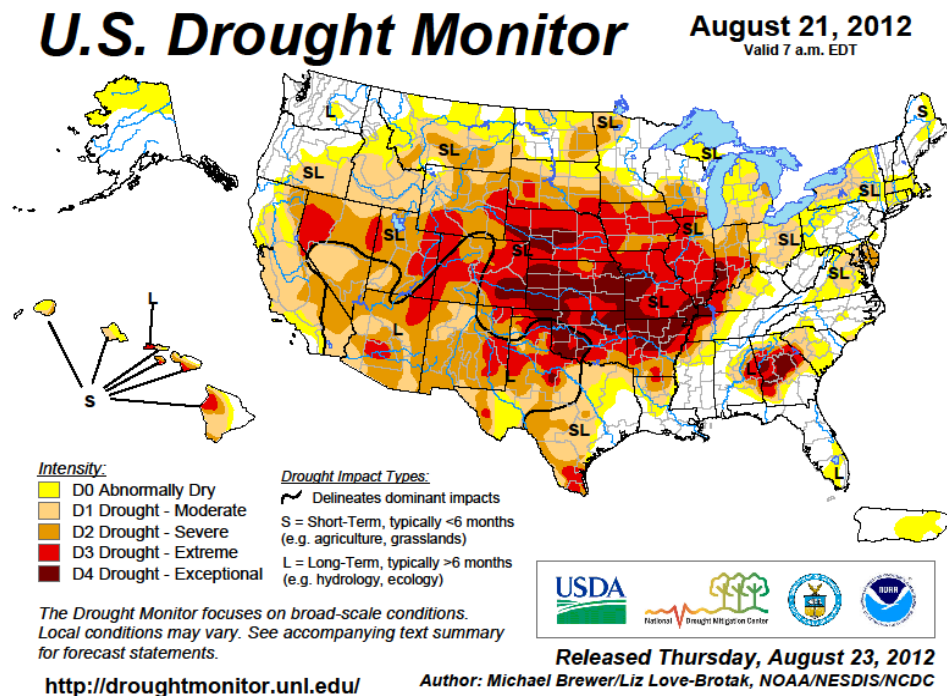 U.S. Drought Monitor
August 21, 2012
Valid 7 a.m. EDT
L
S
SL
SL
SL
SL
SL
SL
SL
SL
SL
SL
SL
L
L
L
L
SL
L
S
Intensity:
D0 Abnormally Dry
D1 Drought - Moderate
D2 Drought - Severe
D3 Drought - Extreme
D4 Drought - Exceptional
Drought Impact Types:
Delineates dominant impacts
S = Short-Term, typically <6 months
(e.g. agriculture, grasslands)
L = Long-Term, typically >6 months
(e.g. hydrology, ecology)
USDA
National Drought Mitigation Center
NOAA
The Drought Monitor focuses on broad-scale conditions.
Local conditions may vary. See accompanying text summary
for forecast statements.
http://droughtmonitor.unl.edu/
Released Thursday, August 23, 2012
Author: Michael Brewer/Liz Love-Brotak, NOAA/NESDIS/NCDC